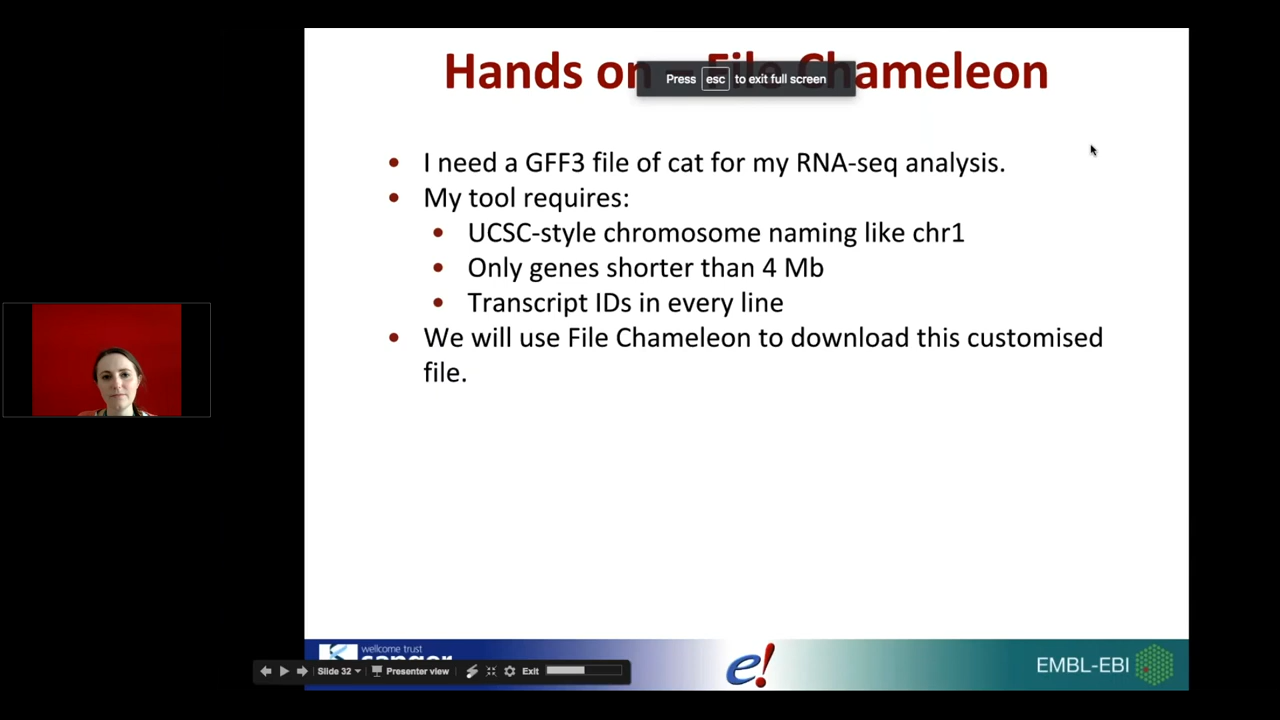 Hands on – File Chameleon
Press esc to exit full screen
I need a GFF3 file of cat for my RNA-seq analysis.
My tool requires:
UCSC-style chromosome naming like chr1
Only genes shorter than 4 Mb
Transcript IDs in every line
We will use File Chameleon to download this customised
file.
wellcome trust
e!
EMBL-EBI
Slide 32
Presenter view
Exit